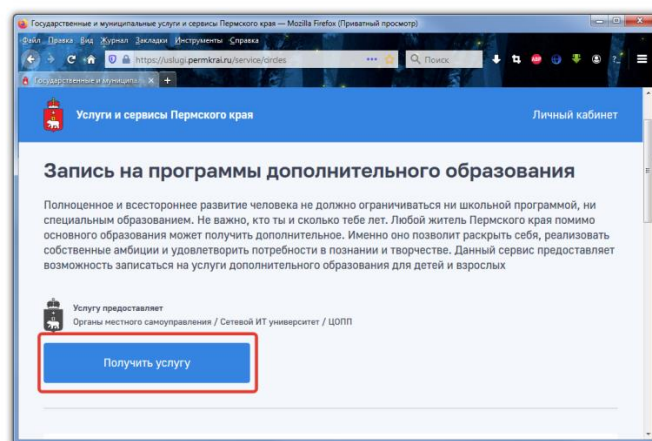 Государственные и муниципальные услуги и сервисы Пермского края — Mozilla Firefox (Приватный просмотр)
Файл Правка Вид Журнал Закладки Инструменты Справка
https://uslugi.permkrai.ru/service/ordes
Поиск
Государственные и муниципаль
Услуги и сервисы Пермского края
Личный кабинет
Запись на программы дополнительного образования
Полноценное и всестороннее развитие человека не должно ограничиваться ни школьной программой, ни
специальным образованием. Не важно, кто ты и сколько тебе лет. Любой житель Пермского края помимо
основного образования может получить дополнительное. Именно оно позволит раскрыть себя, реализовать
собственные амбиции и удовлетворить потребности в познании и творчестве. Данный сервис предоставляет
возможность записаться на услуги дополнительного образования для детей и взрослых
Услугу предоставляет
Органы местного самоуправления / Сетевой ИТ университет / ЦОПП
Получить услугу